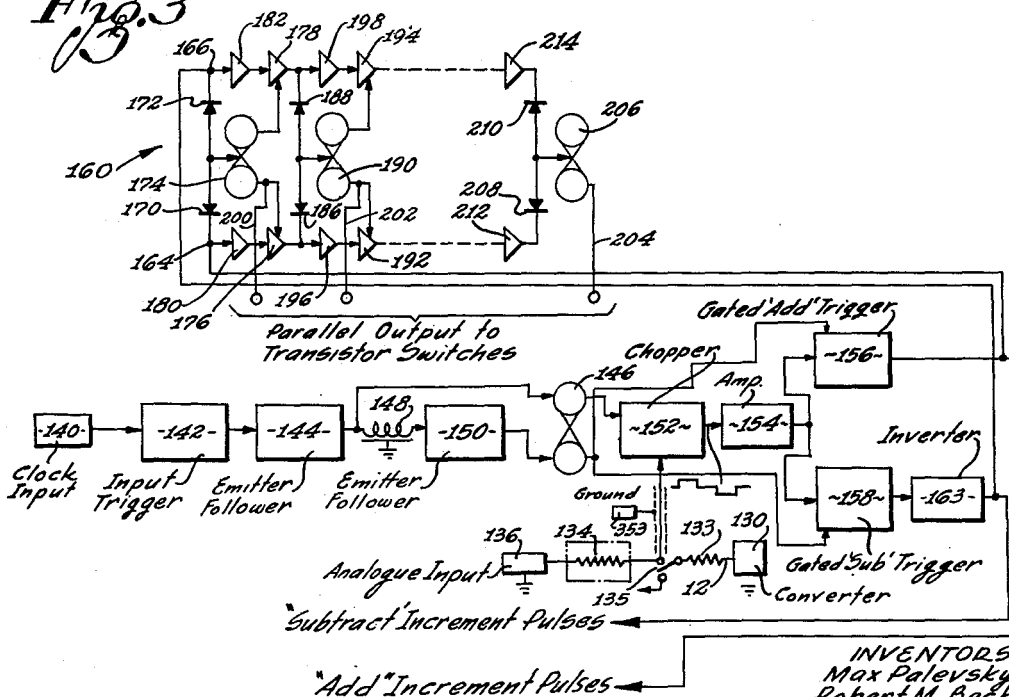 Fig. 3
182
178
198
194
214
166
172
188
210
206
160
174
190
170
200
186
202
208
212
204
164
180
176
196
192
Parallel Output to
Transistor Switches
Gated "Add" Trigger
Chopper
146
~156~
Amp.
148
-140-
-142-
-144-
-150-
~152~
~154~
Inverter
Clock
Input
Input
Trigger
Emitter
Follower
Emitter
Follower
~158~
-163-
Ground
353
136
134
133
130
Analogue Input
135
12
Gated "Sub" Trigger
Converter
"Subtract" Increment Pulses
"Add" Increment Pulses
INVENTORS
Max Palevsky